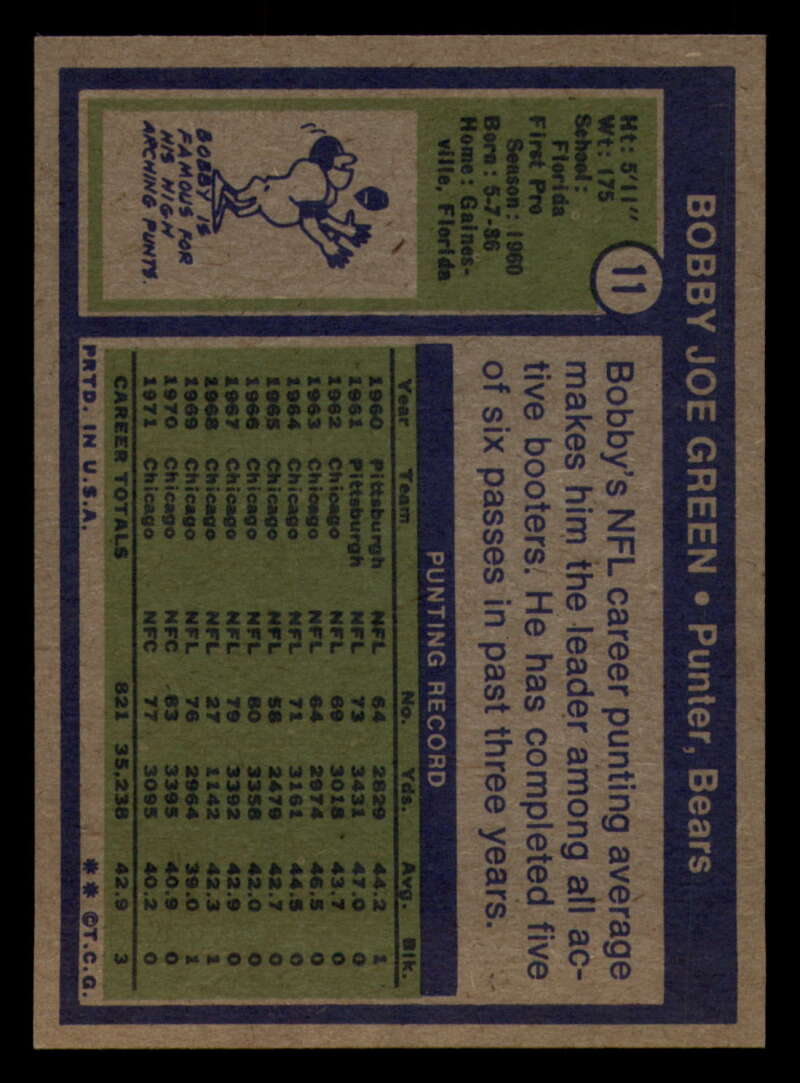 BOBBY JOE GREEN • Punter, Bears
11
Ht: 5'11"
Wt: 175
School:
Florida
First Pro
Season: 1960
Born: 5-7-36
Home: Gaines-
ville, Florida
BOBBY IS
FAMOUS FOR
HIS HIGH
ARCHING PUNTS.
Bobby's NFL career punting average
makes him the leader among all ac-
tive booters. He has completed five
of six passes in past three years.
PUNTING RECORD
Year Team No. Yds. Avg. Blk.
1960 Pittsburgh NFL 64 2829 44.2 1
1961 Pittsburgh NFL 73 3431 47.0 0
1962 Chicago NFL 69 3018 43.7 0
1963 Chicago NFL 64 2974 46.5 0
1964 Chicago NFL 71 3161 44.5 0
1965 Chicago NFL 58 2479 42.7 0
1966 Chicago NFL 80 3358 42.0 0
1967 Chicago NFL 79 3392 42.9 0
1968 Chicago NFL 27 1142 42.3 1
1969 Chicago NFL 76 2964 39.0 1
1970 Chicago NFC 83 3395 40.9 0
1971 Chicago NFC 77 3095 40.2 0
CAREER TOTALS 821 35,238 42.9 3
PRTD. IN U.S.A. ** ©T.C.G.